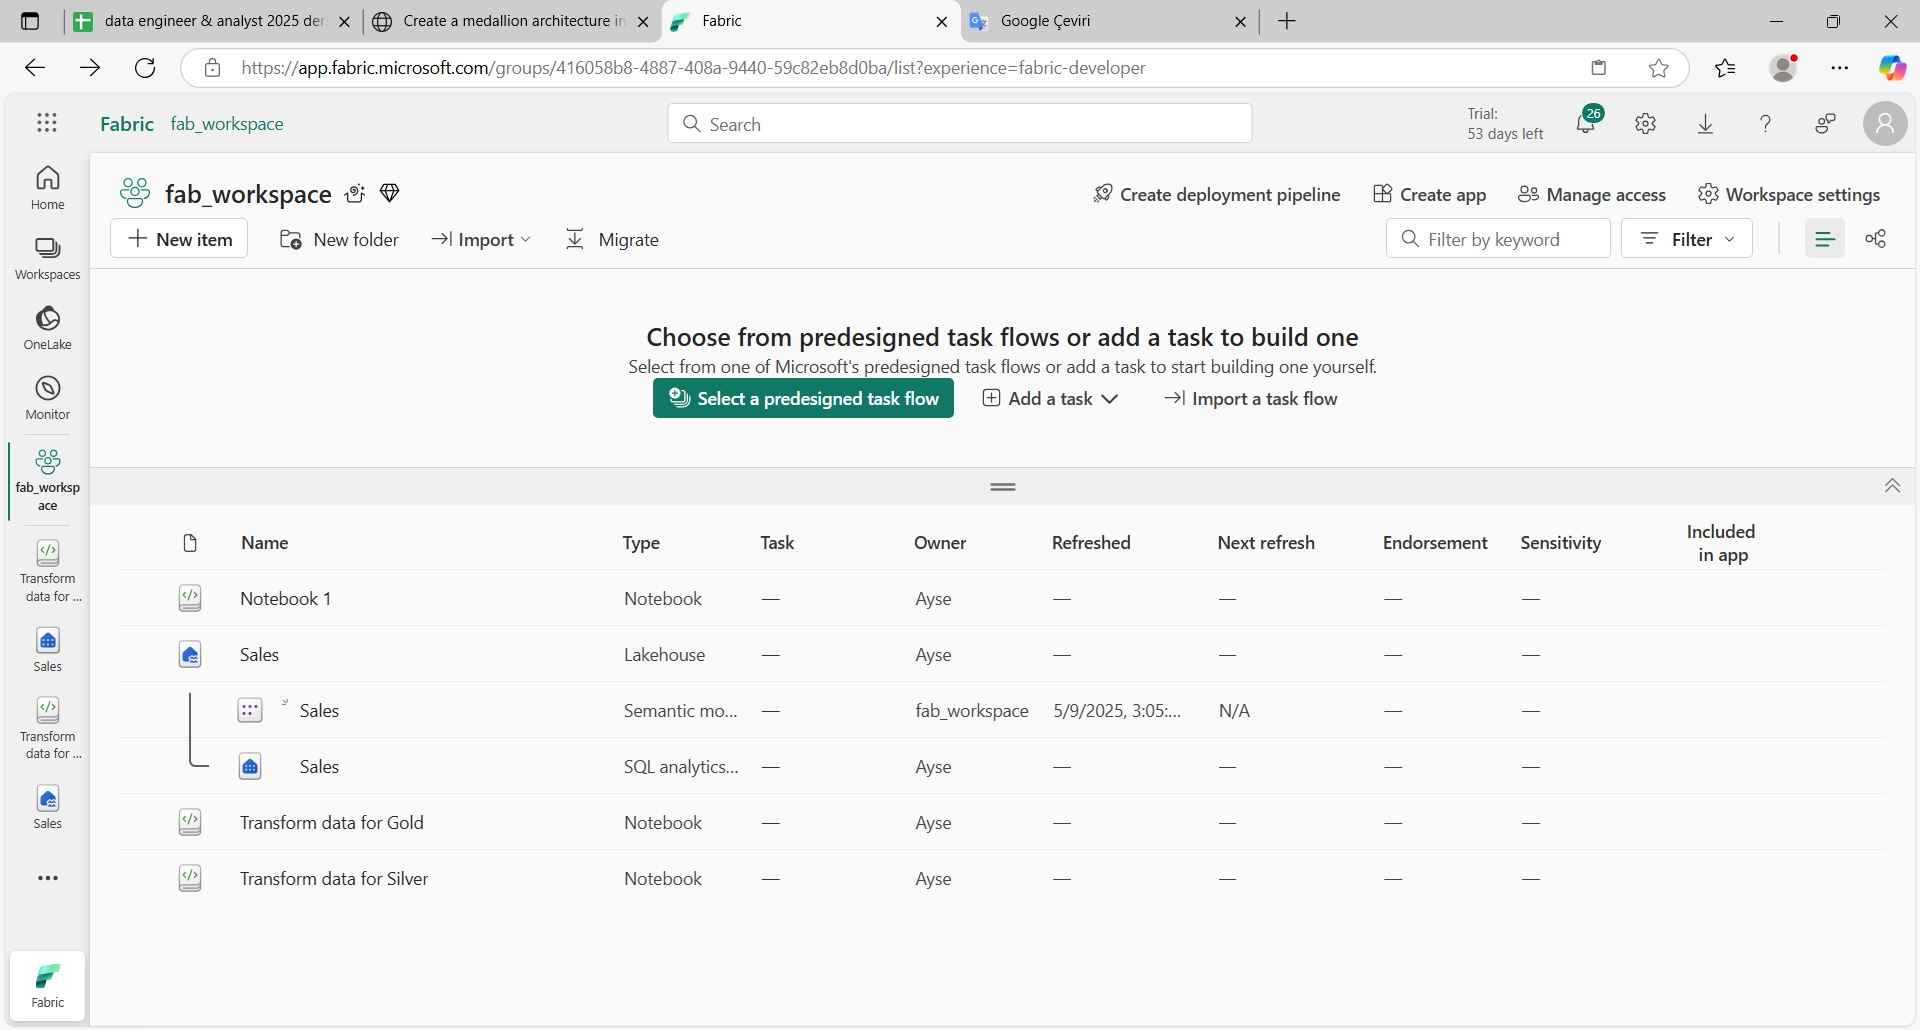 data engineer & analyst 2025 der
Create a medallion architecture in
Fabric
Google Çeviri
https://app.fabric.microsoft.com/groups/416058b8-4887-408a-9440-59c82eb8d0ba/list?experience=fabric-developer
Fabric fab_workspace
Search
Trial:
53 days left
26
Home
Workspaces
OneLake
Monitor
fab_worksp
ace
Transform
data for ...
Sales
Transform
data for ...
Sales
Fabric
fab_workspace
Create deployment pipeline
Create app
Manage access
Workspace settings
New item
New folder
Import
Migrate
Filter by keyword
Filter
Choose from predesigned task flows or add a task to build one
Select from one of Microsoft's predesigned task flows or add a task to start building one yourself.
Select a predesigned task flow
Add a task
Import a task flow
Name Type Task Owner Refreshed Next refresh Endorsement Sensitivity Included
in app
Notebook 1 Notebook — Ayse — — — —
Sales Lakehouse — Ayse — — — —
Sales Semantic mo... — fab_workspace 5/9/2025, 3:05:... N/A — —
Sales SQL analytics... — Ayse — — — —
Transform data for Gold Notebook — Ayse — — — —
Transform data for Silver Notebook — Ayse — — — —